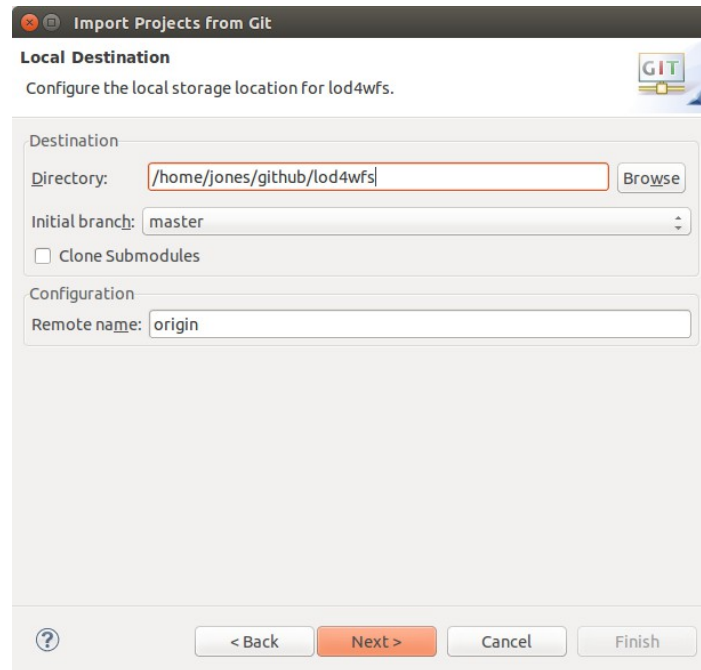 Import Projects from Git
Local Destination
Configure the local storage location for lod4wfs.
GIT
Destination
Directory: /home/jones/github/lod4wfs Browse
Initial branch: master
Clone Submodules
Configuration
Remote name: origin
? < Back Next > Cancel Finish